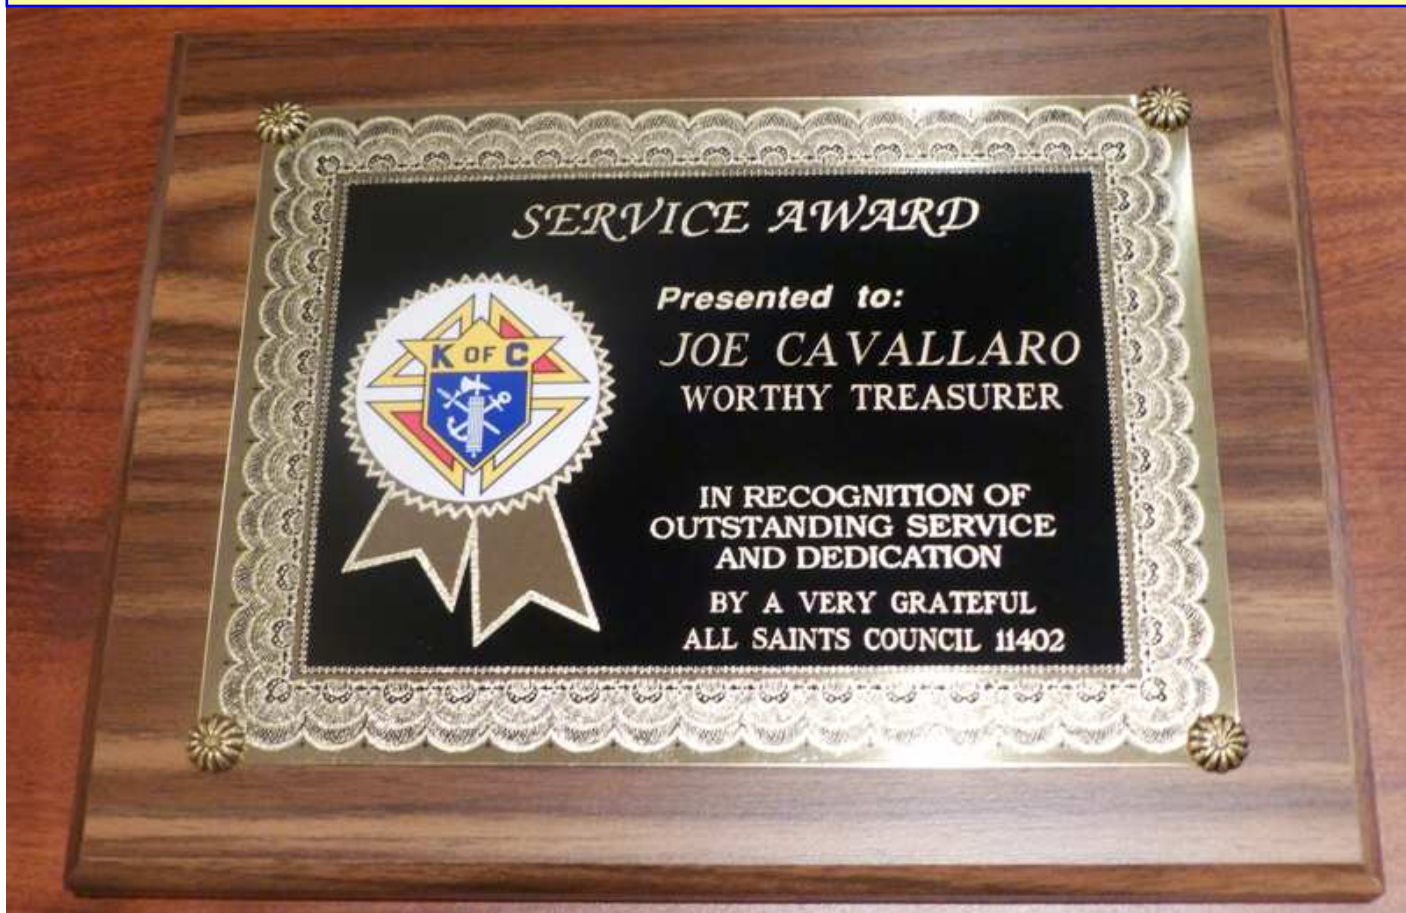 SERVICE AWARD
K OF C
Presented to:
JOE CAVALLARO
WORTHY TREASURER
IN RECOGNITION OF
OUTSTANDING SERVICE
AND DEDICATION
BY A VERY GRATEFUL
ALL SAINTS COUNCIL 11402